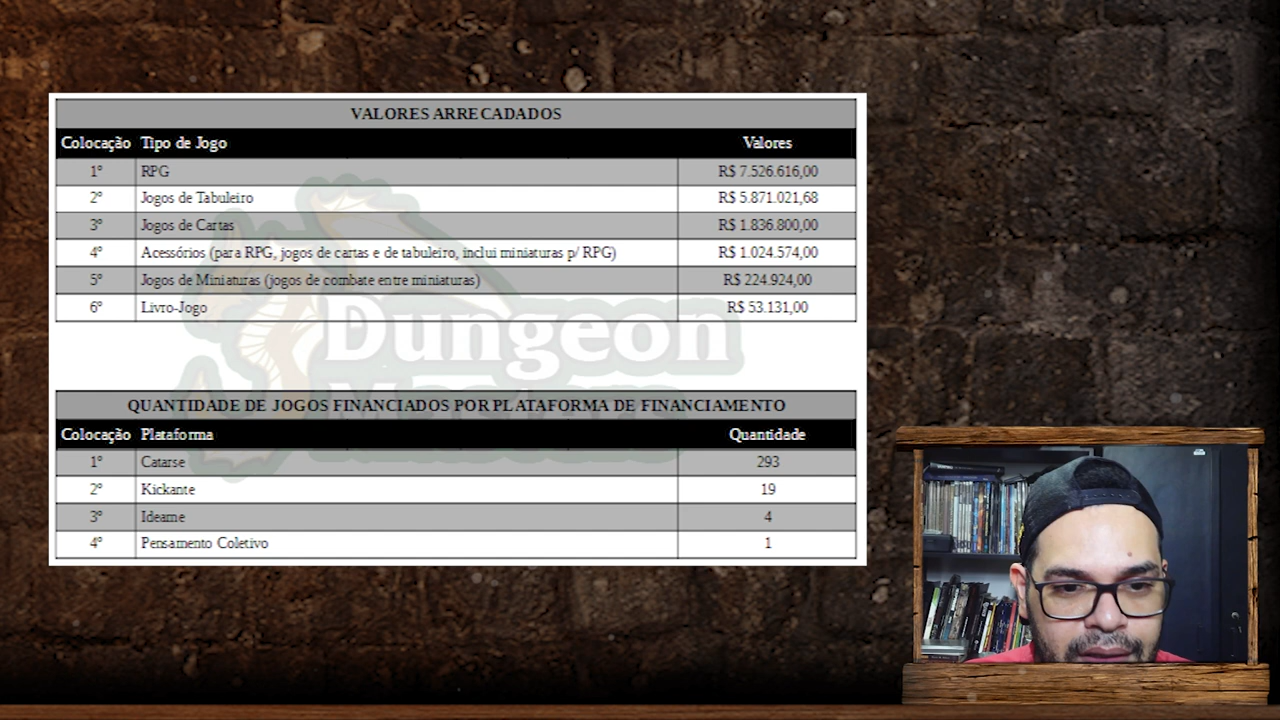 VALORES ARRECADADOS
Colocação Tipo de Jogo Valores
1º RPG R$ 7.526.616,00
2º Jogos de Tabuleiro R$ 5.871.021,68
3º Jogos de Cartas R$ 1.836.800,00
4º Acessórios (para RPG, jogos de cartas e de tabuleiro, inclui miniaturas p/ RPG) R$ 1.024.574,00
5º Jogos de Miniaturas (jogos de combate entre miniaturas) R$ 224.924,00
6º Livro-Jogo R$ 53.131,00
Dungeon
QUANTIDADE DE JOGOS FINANCIADOS POR PLATAFORMA DE FINANCIAMENTO
Colocação Plataforma Quantidade
1º Catarse 293
2º Kickante 19
3º Ideame 4
4º Pensamento Coletivo 1